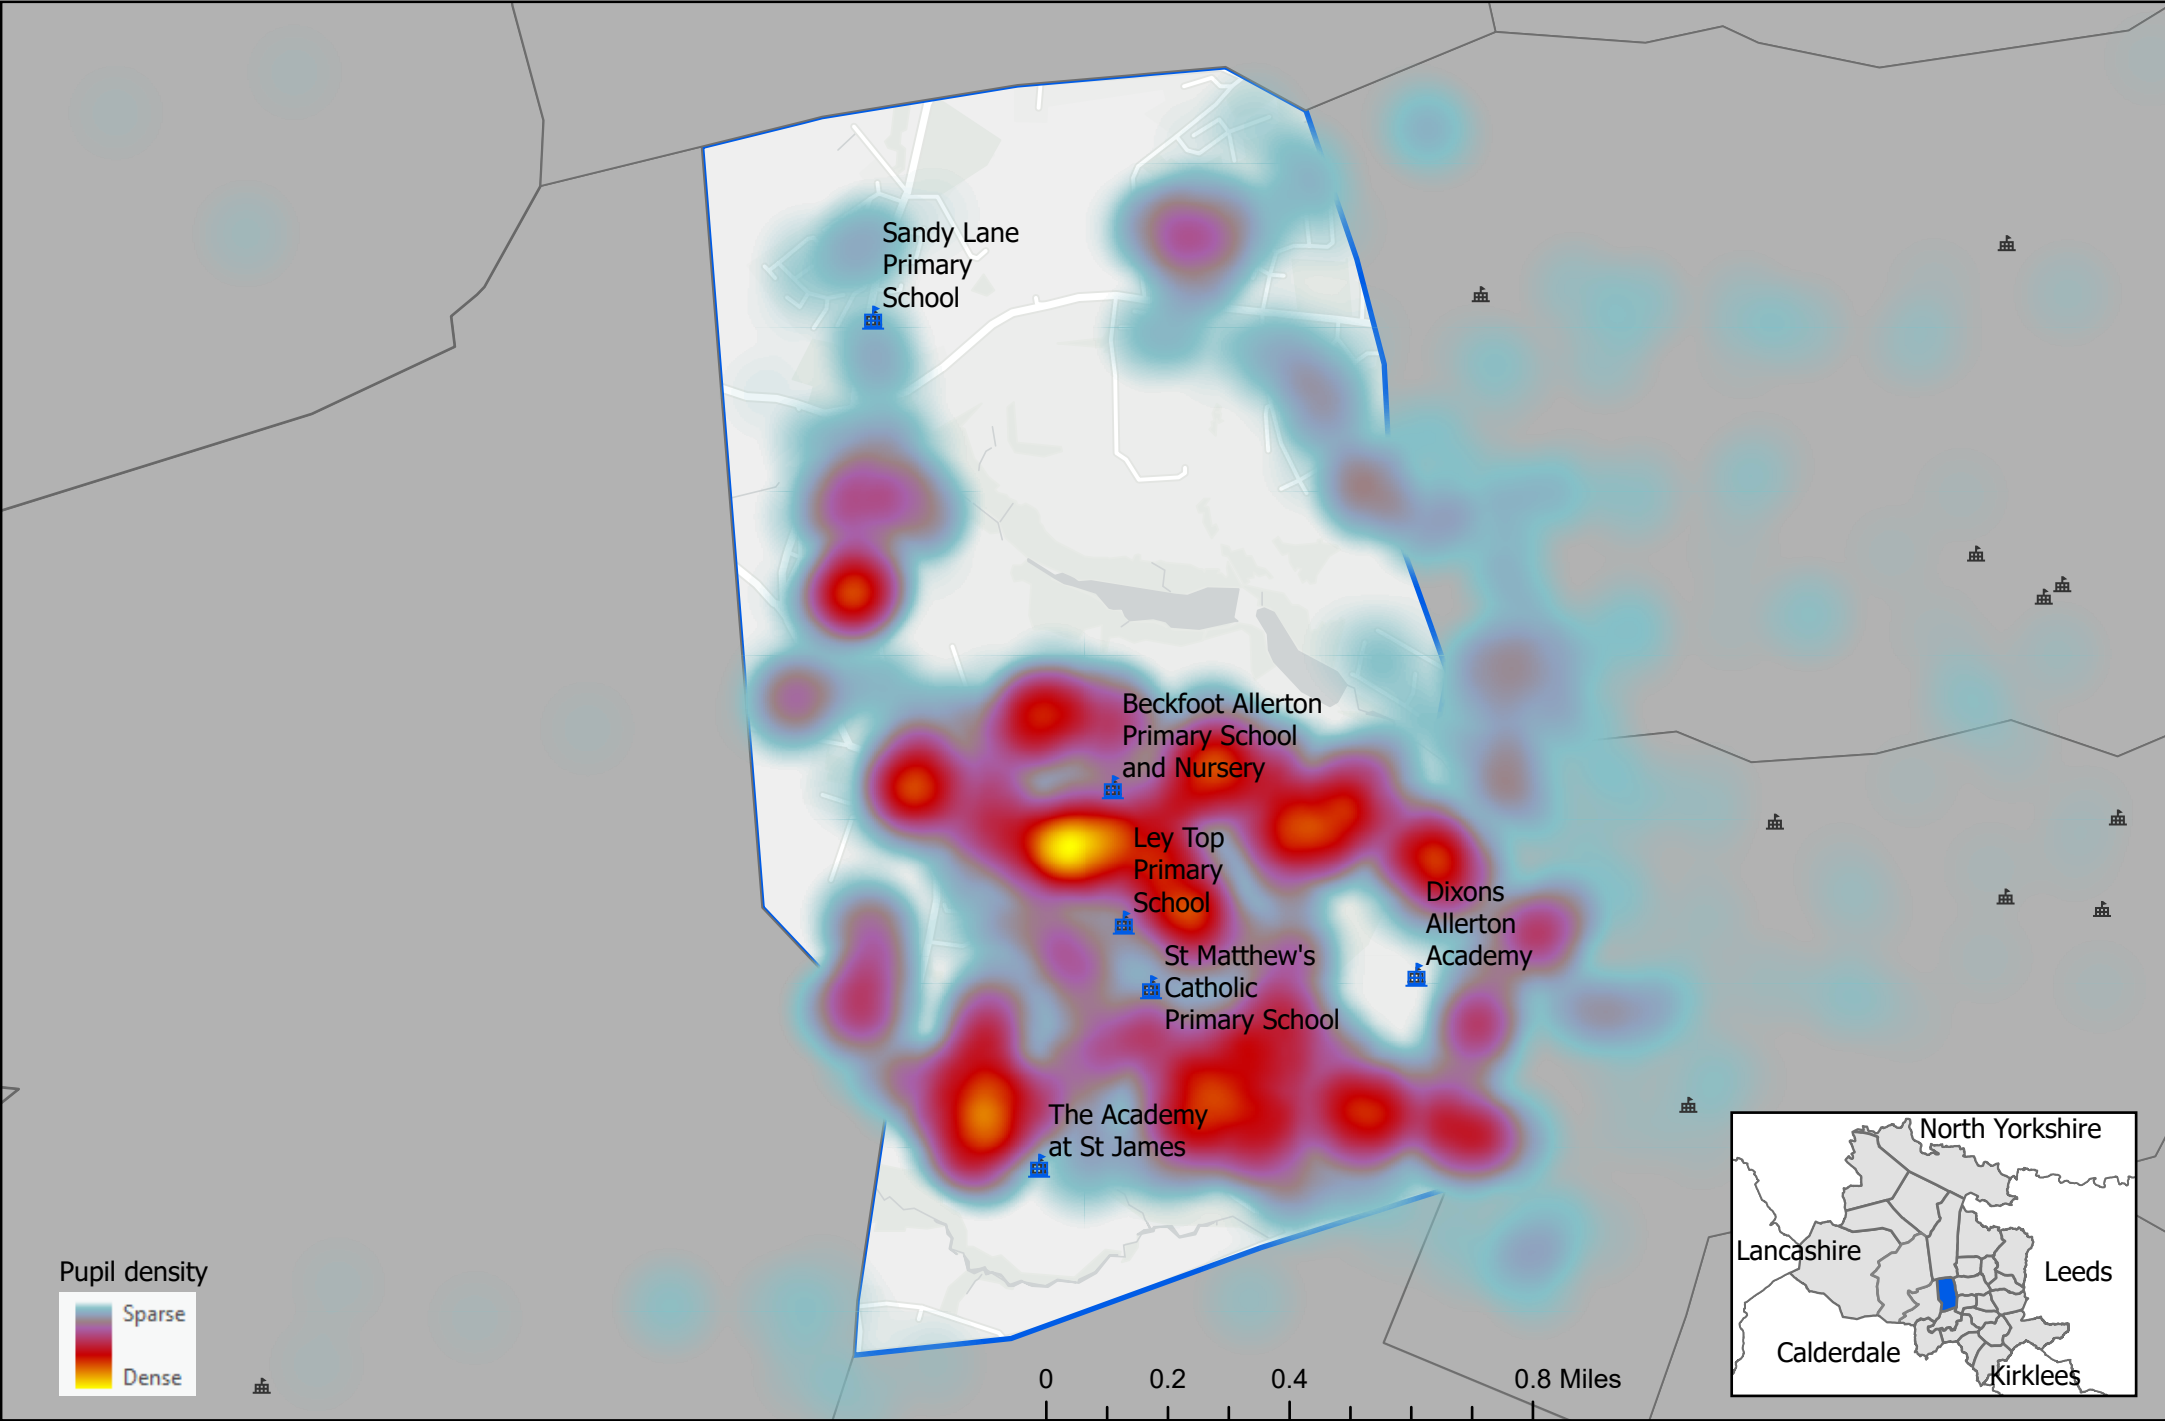 Sandy Lane
Primary
School
Beckfoot Allerton
Primary School
and Nursery
Ley Top
Primary
School
Dixons
Allerton
Academy
St Matthew's
Catholic
Primary School
The Academy
at St James
Pupil density
Sparse
Dense
0 0.2 0.4 0.8 Miles
North Yorkshire
Lancashire
Leeds
Calderdale
Kirklees